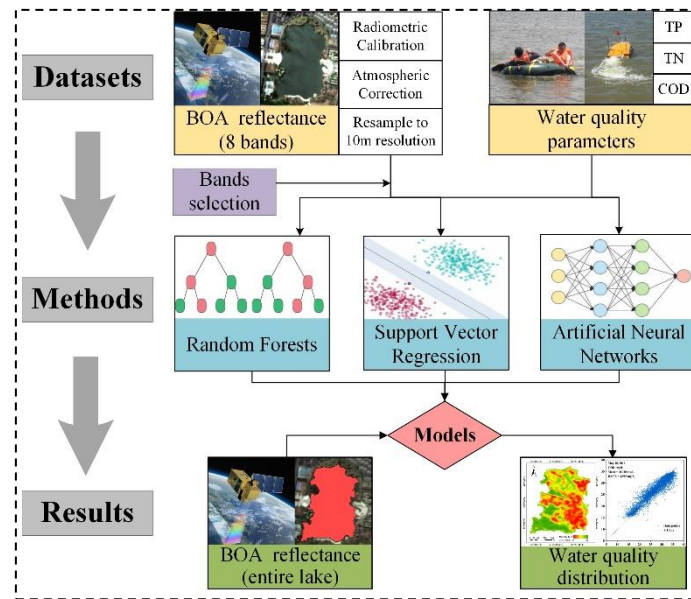 Datasets
Radiometric
Calibration
Atmospheric
Correction
Resample to
10m resolution
BOA reflectance
(8 bands)
TP
TN
COD
Water quality
parameters
Bands
selection
Methods
Random Forests
Support Vector
Regression
Artificial Neural
Networks
Models
Results
BOA reflectance
(entire lake)
Water quality
distribution